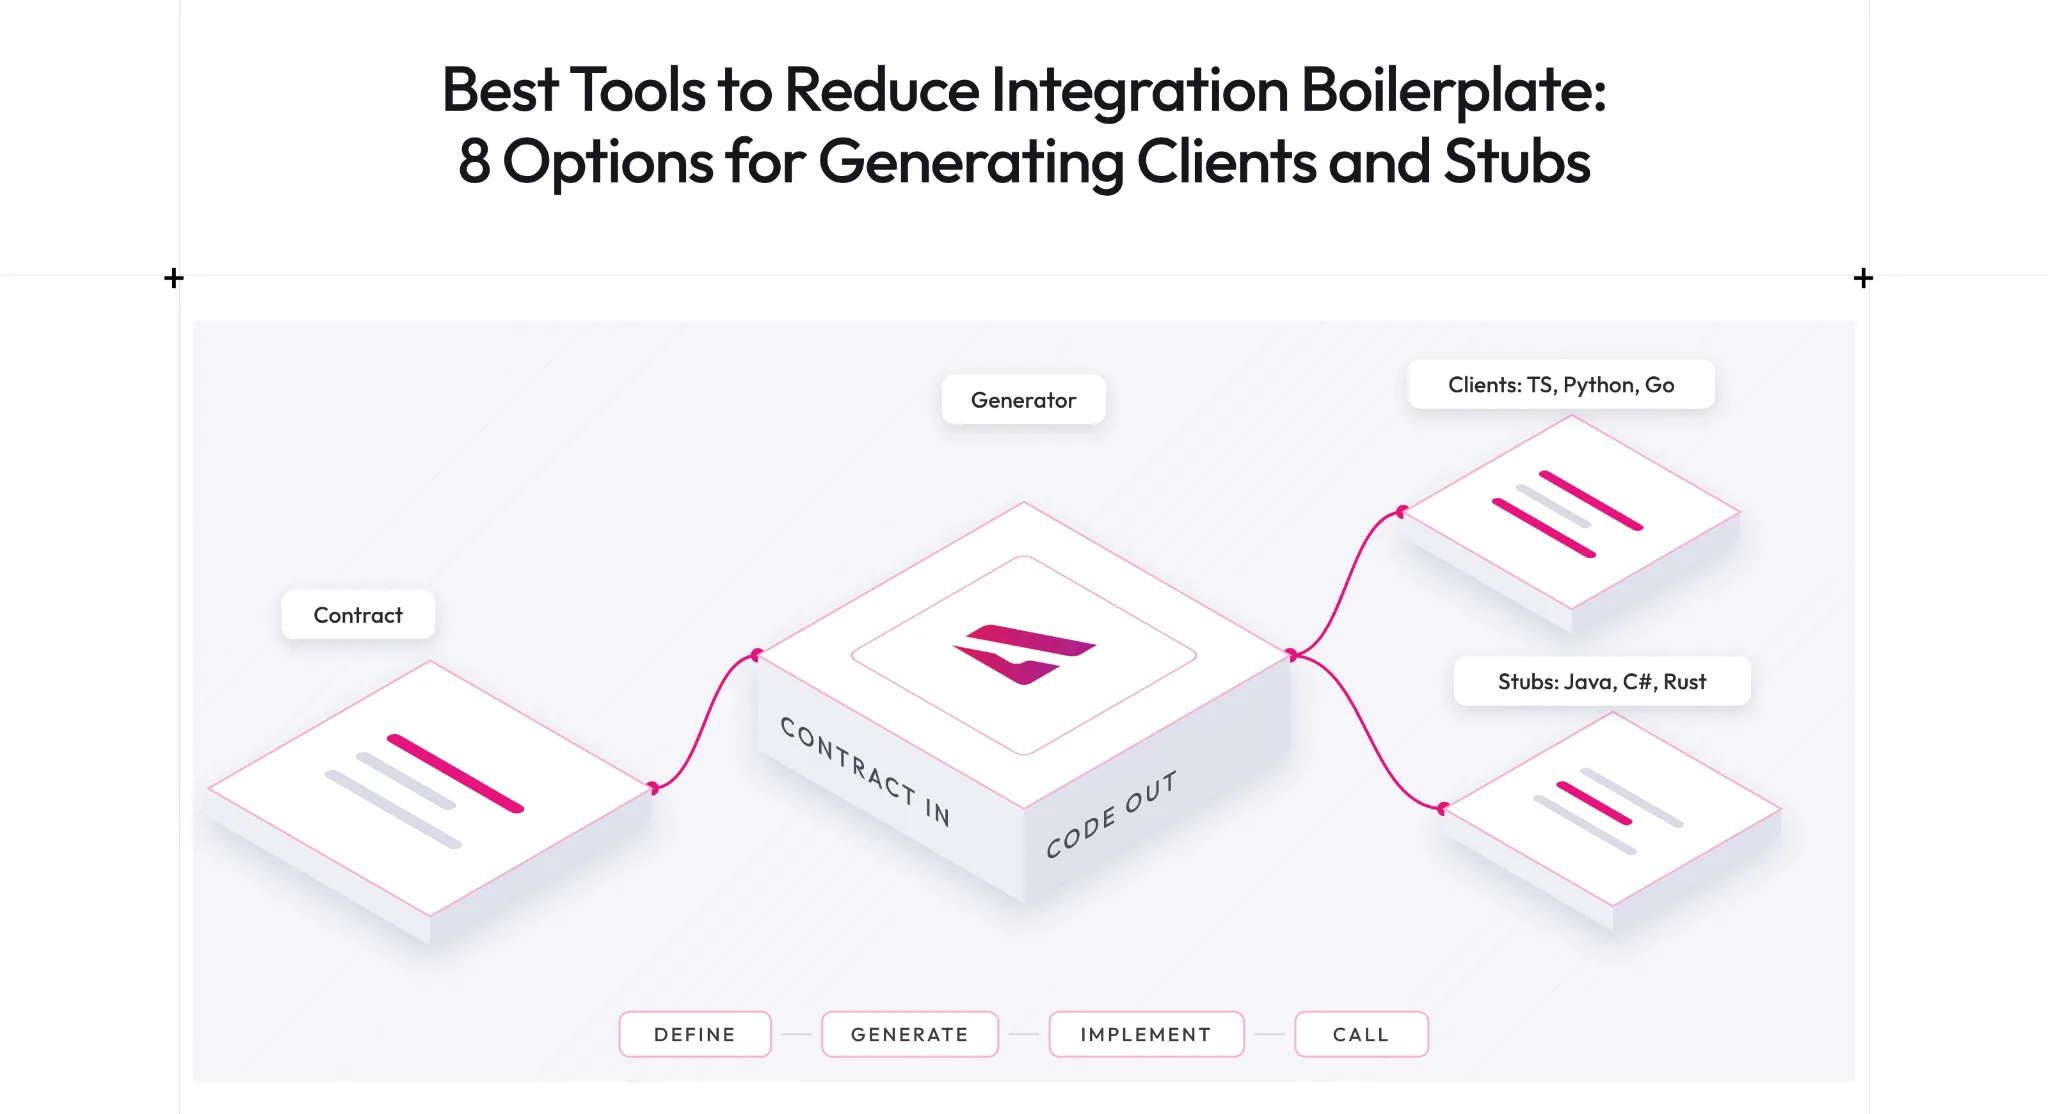 Best Tools to Reduce Integration Boilerplate:
8 Options for Generating Clients and Stubs
Generator
Clients: TS, Python, Go
Contract
Stubs: Java, C#, Rust
CONTRACT IN
CODE OUT
DEFINE
GENERATE
IMPLEMENT
CALL